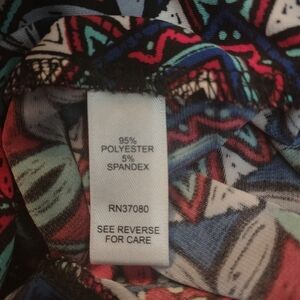 95%
POLYESTER
5%
SPANDEX
RN37080
SEE REVERSE
FOR CARE